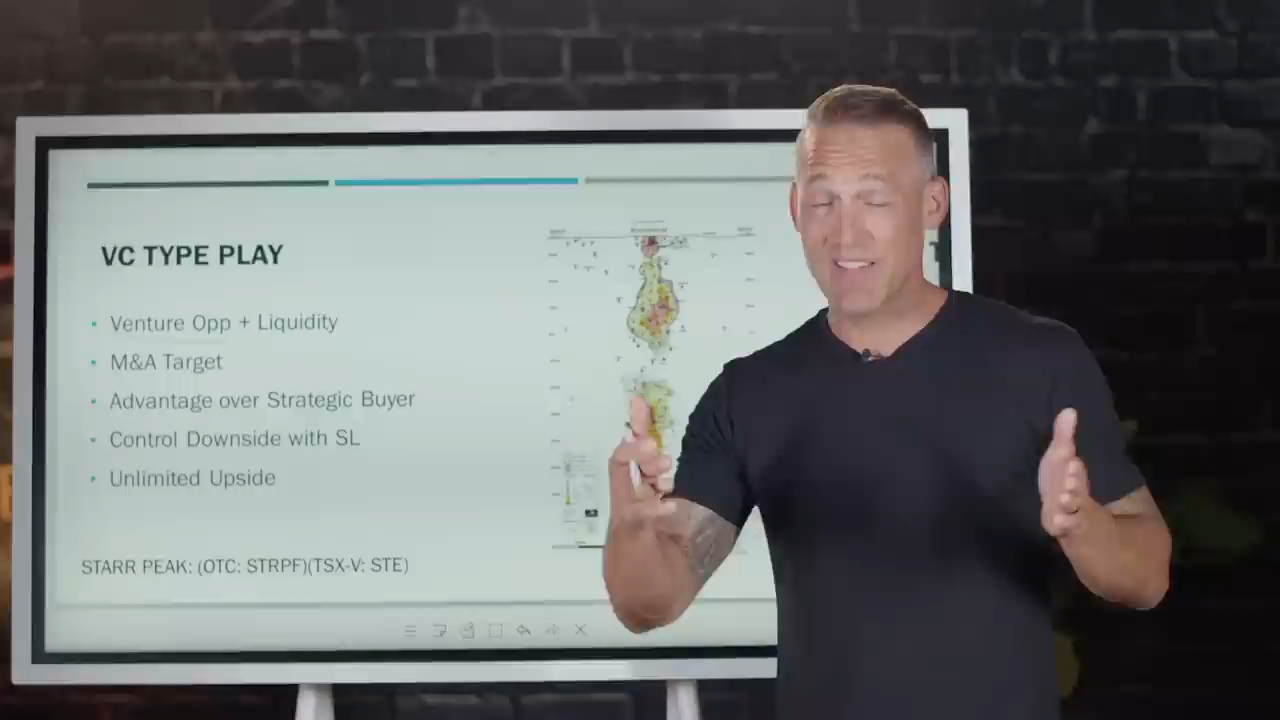 VC TYPE PLAY
• Venture Opp + Liquidity
• M&A Target
• Advantage over Strategic Buyer
• Control Downside with SL
• Unlimited Upside
STARR PEAK: (OTC: STRPF)(TSX-V: STE)